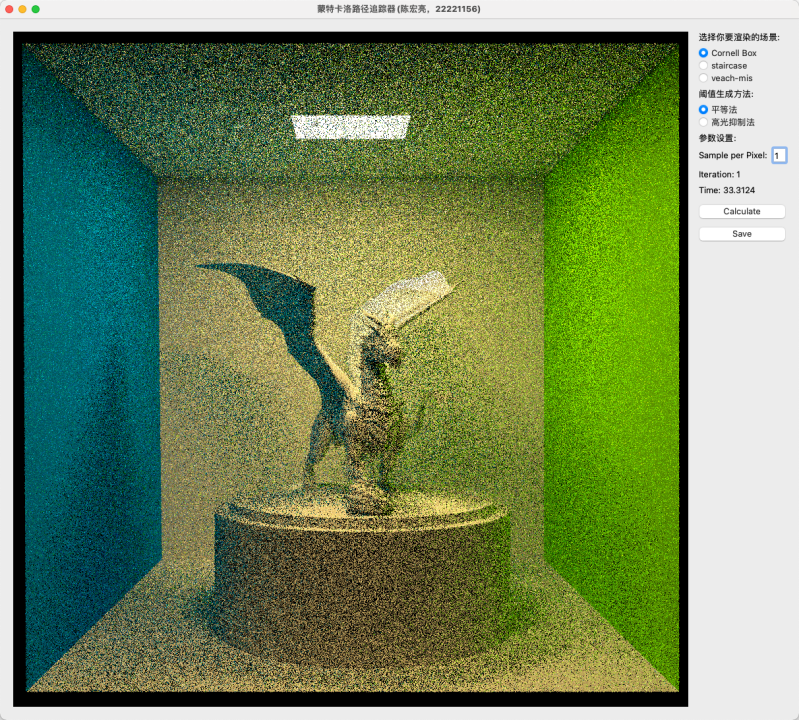 蒙特卡洛路径追踪器(陈宏亮，22221156)
选择你要渲染的场景:
Cornell Box
staircase
veach-mis
阈值生成方法:
平等法
高光抑制法
参数设置:
Sample per Pixel: 1
Iteration: 1
Time: 33.3124
Calculate
Save